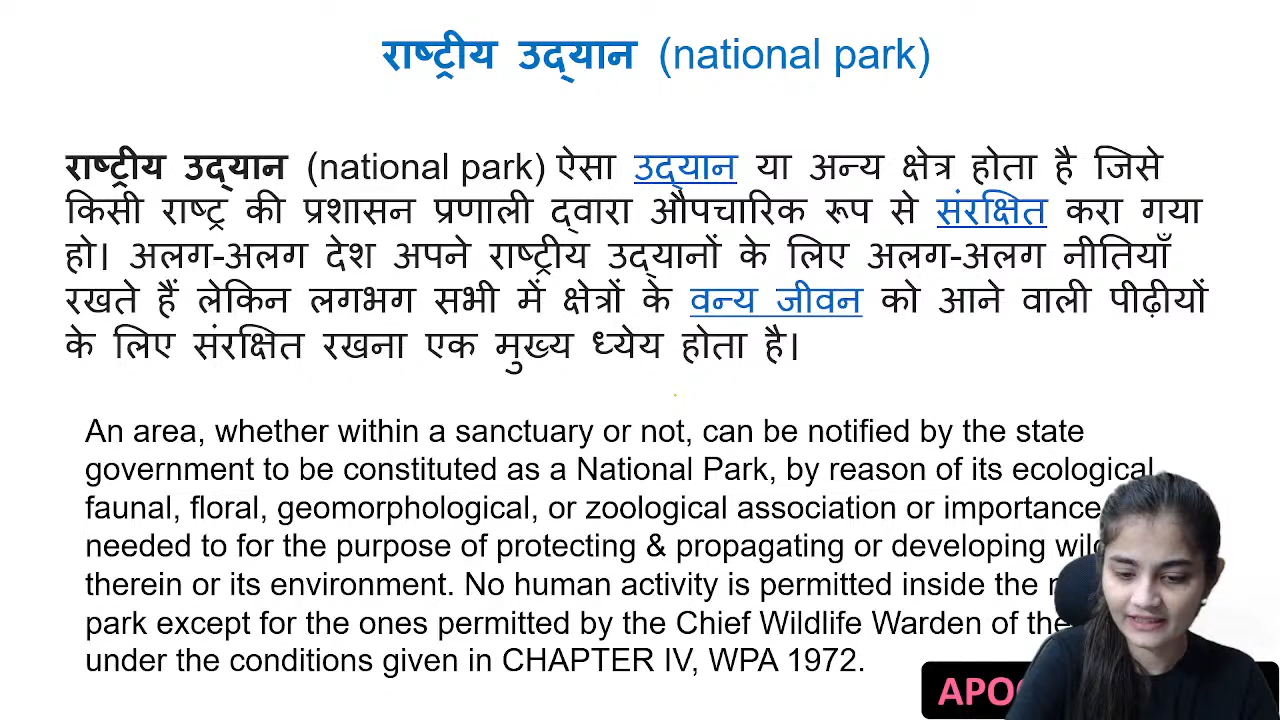 राष्ट्रीय उद्यान (national park)
राष्ट्रीय उद्यान (national park) ऐसा उद्यान या अन्य क्षेत्र होता है जिसे
किसी राष्ट्र की प्रशासन प्रणाली द्वारा औपचारिक रूप से संरक्षित करा गया
हो। अलग-अलग देश अपने राष्ट्रीय उद्यानों के लिए अलग-अलग नीतियाँ
रखते हैं लेकिन लगभग सभी में क्षेत्रों के वन्य जीवन को आने वाली पीढ़ीयों
के लिए संरक्षित रखना एक मुख्य ध्येय होता है।
An area, whether within a sanctuary or not, can be notified by the state
government to be constituted as a National Park, by reason of its ecological,
faunal, floral, geomorphological, or zoological association or importance
needed to for the purpose of protecting & propagating or developing
therein or its environment. No human activity is permitted inside the
park except for the ones permitted by the Chief Wildlife Warden of the
under the conditions given in CHAPTER IV, WPA 1972.